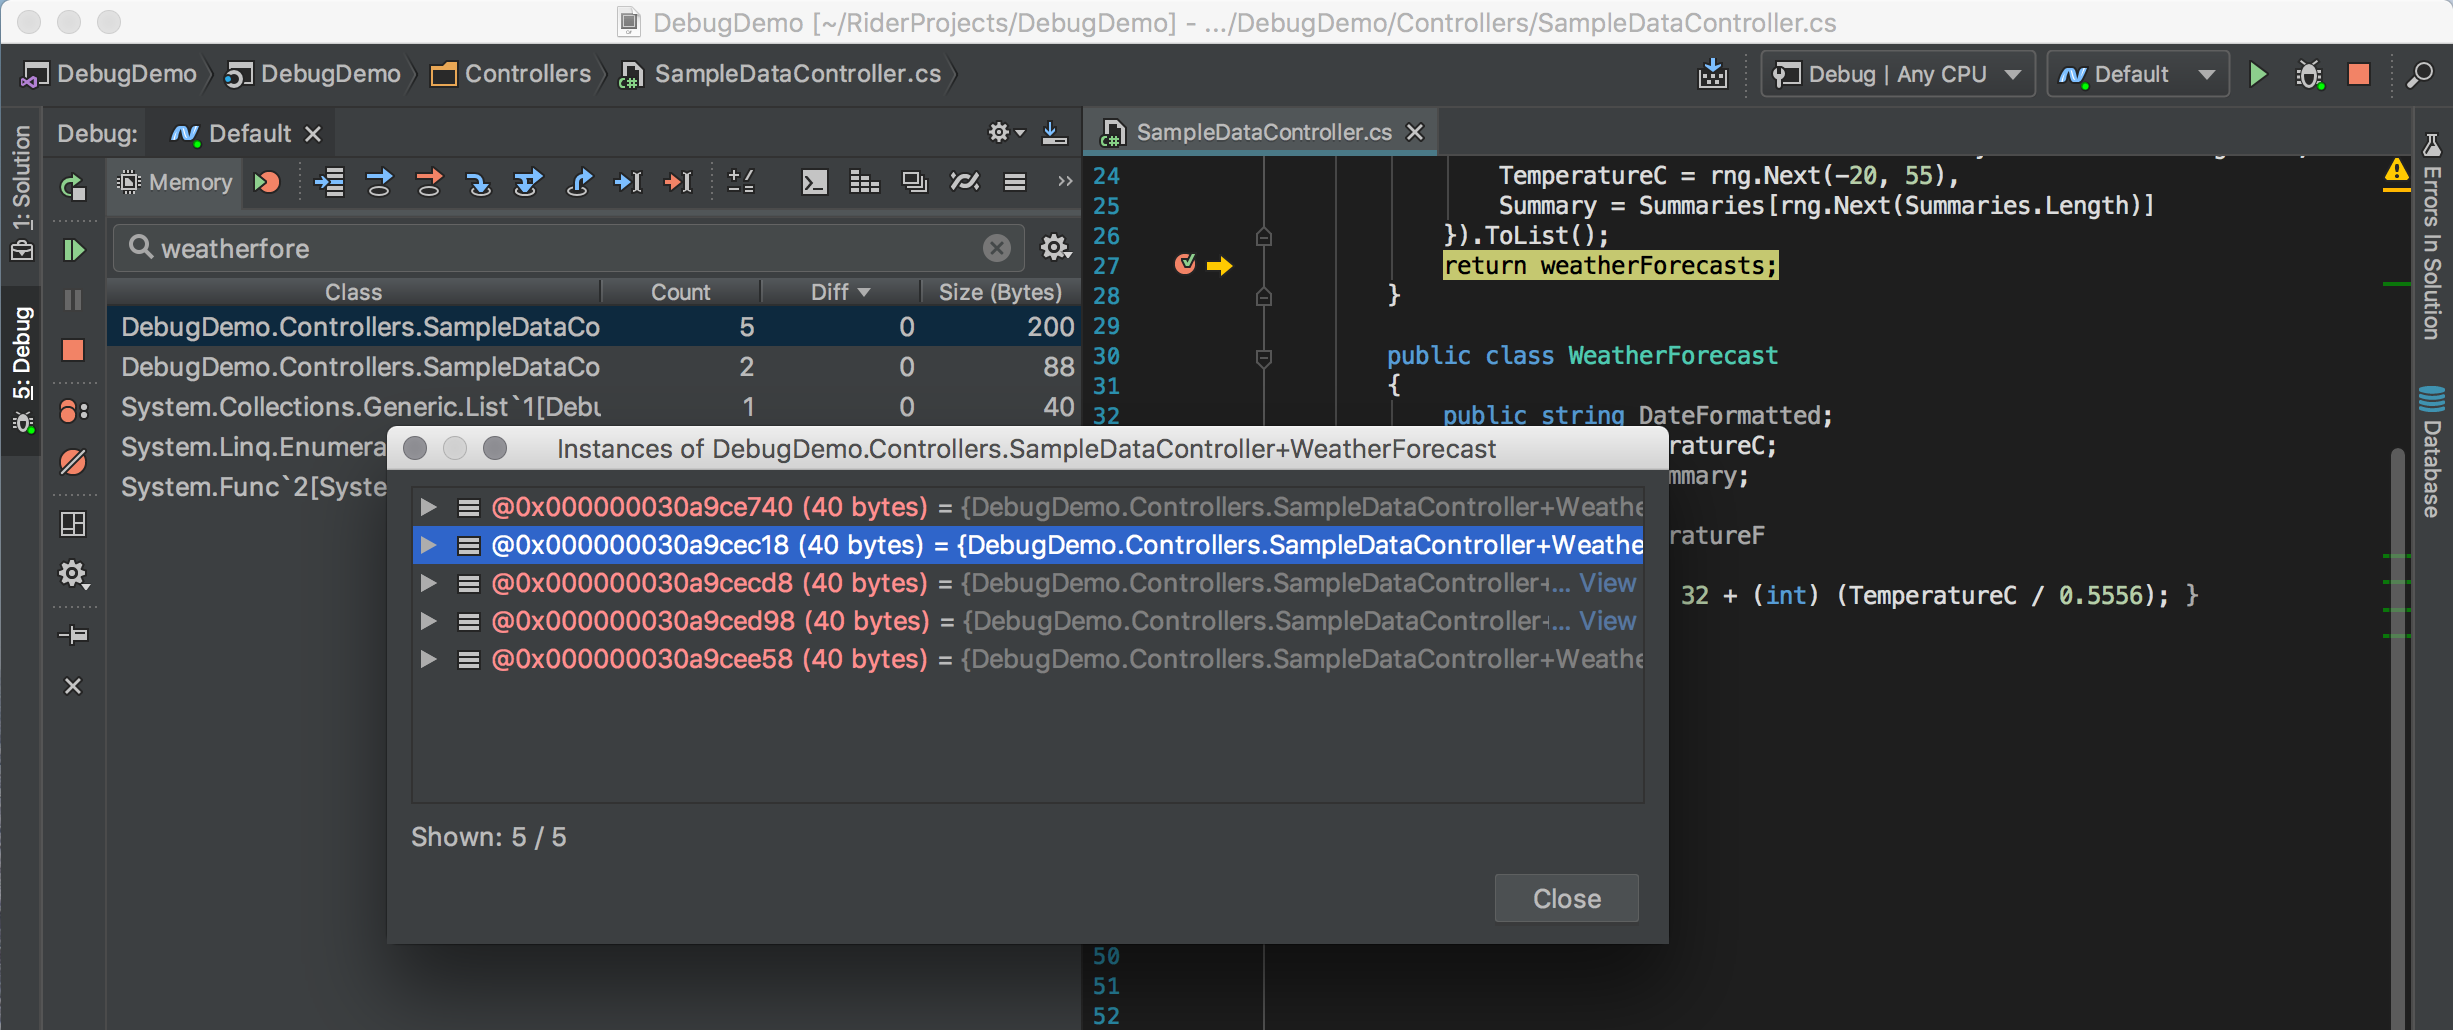 DebugDemo [~/RiderProjects/DebugDemo] - .../DebugDemo/Controllers/SampleDataController.cs
DebugDemo DebugDemo Controllers SampleDataController.cs
Debug | Any CPU Default
1: Solution
5: Debug
Debug: Default
Memory
weatherfore
Class Count Diff Size (Bytes)
DebugDemo.Controllers.SampleDataCo 5 0 200
DebugDemo.Controllers.SampleDataCo 2 0 88
System.Collections.Generic.List`1[Debu 1 0 40
System.Linq.Enumera
System.Func`2[Syste
SampleDataController.cs
24 TemperatureC = rng.Next(-20, 55),
25 Summary = Summaries[rng.Next(Summaries.Length)]
26 }).ToList();
27 return weatherForecasts;
28 }
29
30 public class WeatherForecast
31 {
32 public string DateFormatted;
ratureC;
mmary;
ratureF
32 + (int) (TemperatureC / 0.5556); }
50
51
52
Instances of DebugDemo.Controllers.SampleDataController+WeatherForecast
@0x000000030a9ce740 (40 bytes) = {DebugDemo.Controllers.SampleDataController+Weathe
@0x000000030a9cec18 (40 bytes) = {DebugDemo.Controllers.SampleDataController+Weathe
@0x000000030a9cecd8 (40 bytes) = {DebugDemo.Controllers.SampleDataController+... View
@0x000000030a9ced98 (40 bytes) = {DebugDemo.Controllers.SampleDataController+... View
@0x000000030a9cee58 (40 bytes) = {DebugDemo.Controllers.SampleDataController+Weathe
Shown: 5 / 5
Close
Errors In Solution
Database